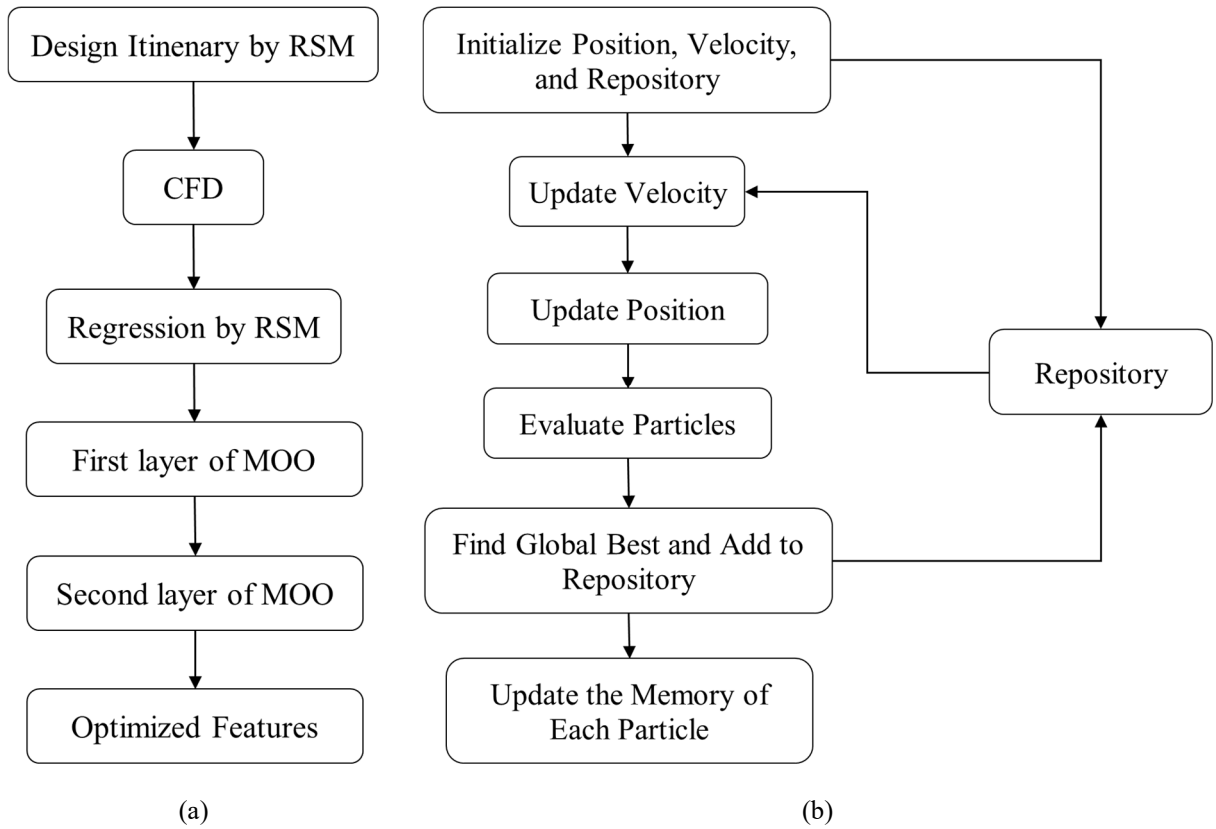 Design Itinenary by RSM
CFD
Regression by RSM
First layer of MOO
Second layer of MOO
Optimized Features
(a)
Initialize Position, Velocity,
and Repository
Update Velocity
Update Position
Evaluate Particles
Find Global Best and Add to
Repository
Update the Memory of
Each Particle
Repository
(b)